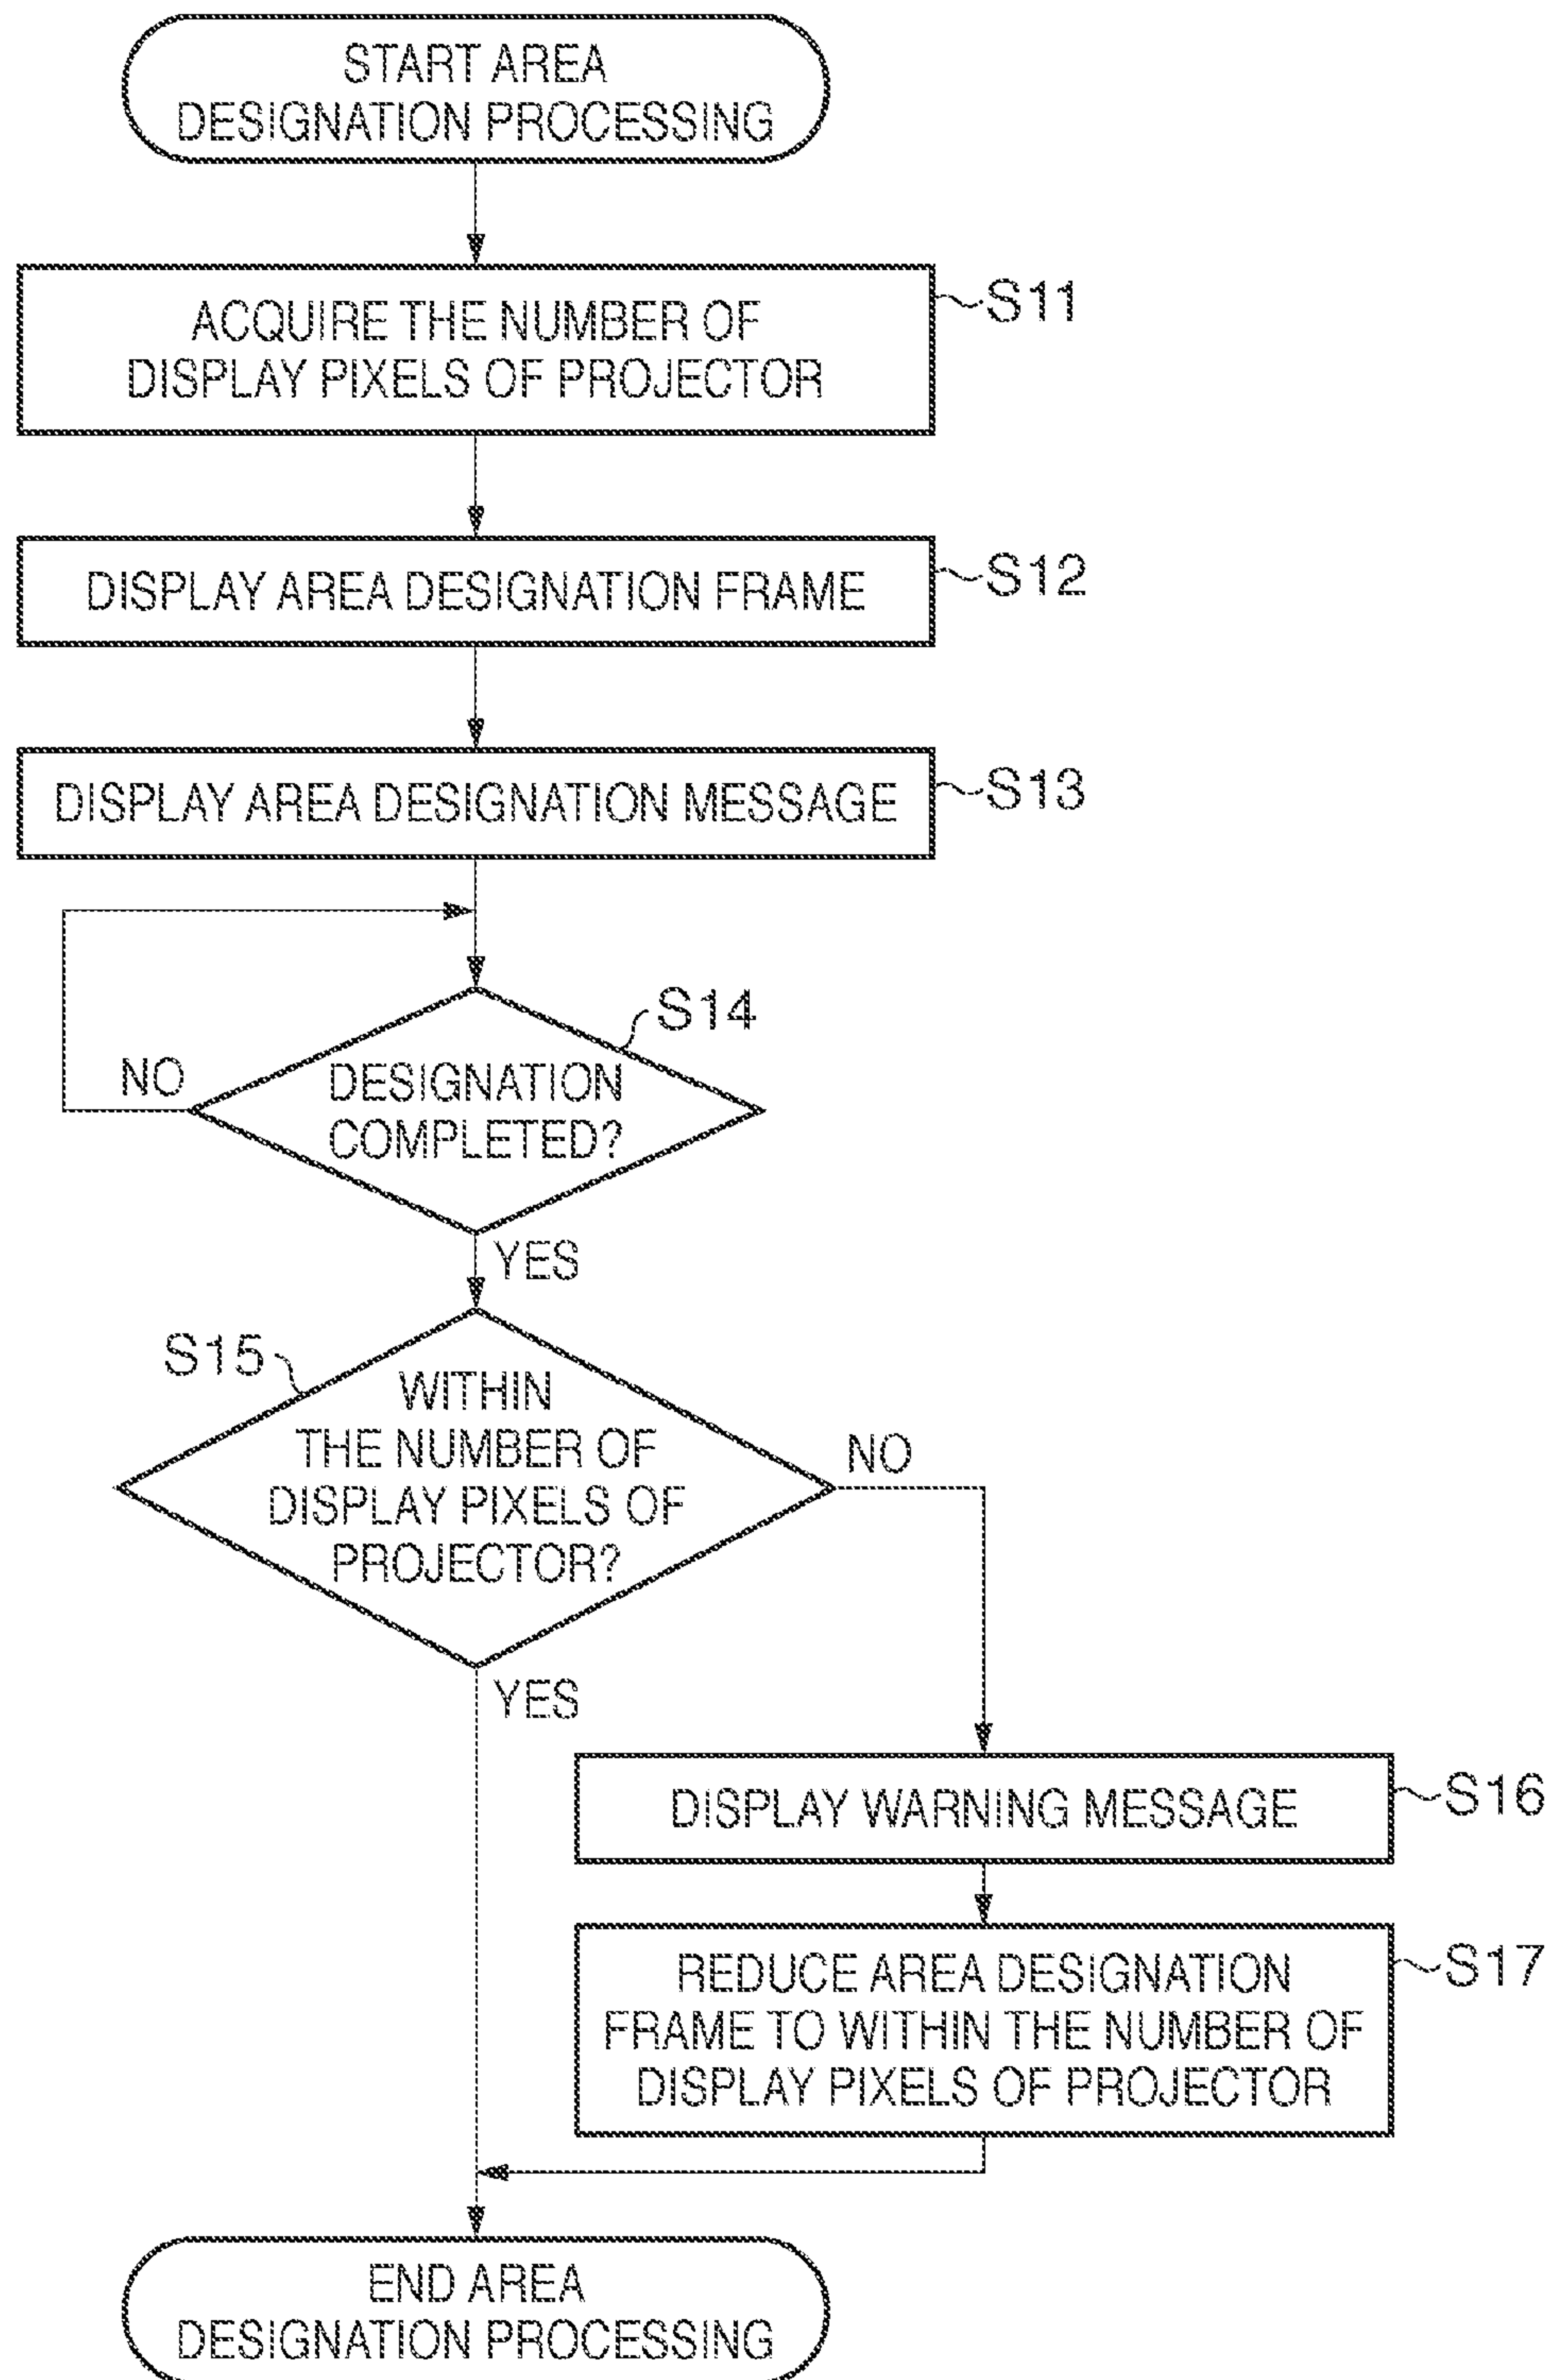 START AREA
DESIGNATION PROCESSING
ACQUIRE THE NUMBER OF
DISPLAY PIXELS OF PROJECTOR
S11
DISPLAY AREA DESIGNATION FRAME
S12
DISPLAY AREA DESIGNATION MESSAGE
S13
S14
NO
DESIGNATION
COMPLETED?
YES
S15
WITHIN
THE NUMBER OF
DISPLAY PIXELS OF
PROJECTOR?
NO
YES
DISPLAY WARNING MESSAGE
S16
REDUCE AREA DESIGNATION
FRAME TO WITHIN THE NUMBER OF
DISPLAY PIXELS OF PROJECTOR
S17
END AREA
DESIGNATION PROCESSING